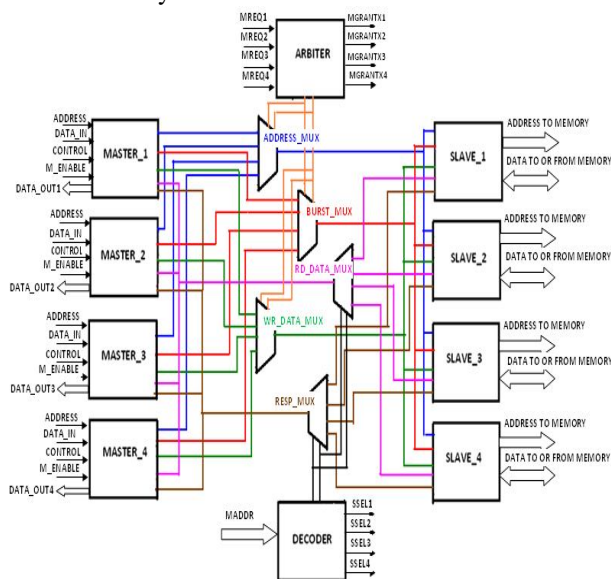 MREQ1
MREQ2
MREQ3
MREQ4
ARBITER
MGRANTX1
MGRANTX2
MGRANTX3
MGRANTX4
ADDRESS
DATA_IN
CONTROL
M_ENABLE
DATA_OUT1
MASTER_1
ADDRESS_MUX
SLAVE_1
ADDRESS TO MEMORY
DATA TO OR FROM MEMORY
ADDRESS
DATA_IN
CONTROL
M_ENABLE
DATA_OUT2
MASTER_2
BURST_MUX
RD_DATA_MUX
SLAVE_2
ADDRESS TO MEMORY
DATA TO OR FROM MEMORY
ADDRESS
DATA_IN
CONTROL
M_ENABLE
DATA_OUT3
MASTER_3
WR_DATA_MUX
SLAVE_3
ADDRESS TO MEMORY
DATA TO OR FROM MEMORY
ADDRESS
DATA_IN
CONTROL
M_ENABLE
DATA_OUT4
MASTER_4
RESP_MUX
SLAVE_4
ADDRESS TO MEMORY
DATA TO OR FROM MEMORY
MADDR
DECODER
SSEL1
SSEL2
SSEL3
SSEL4